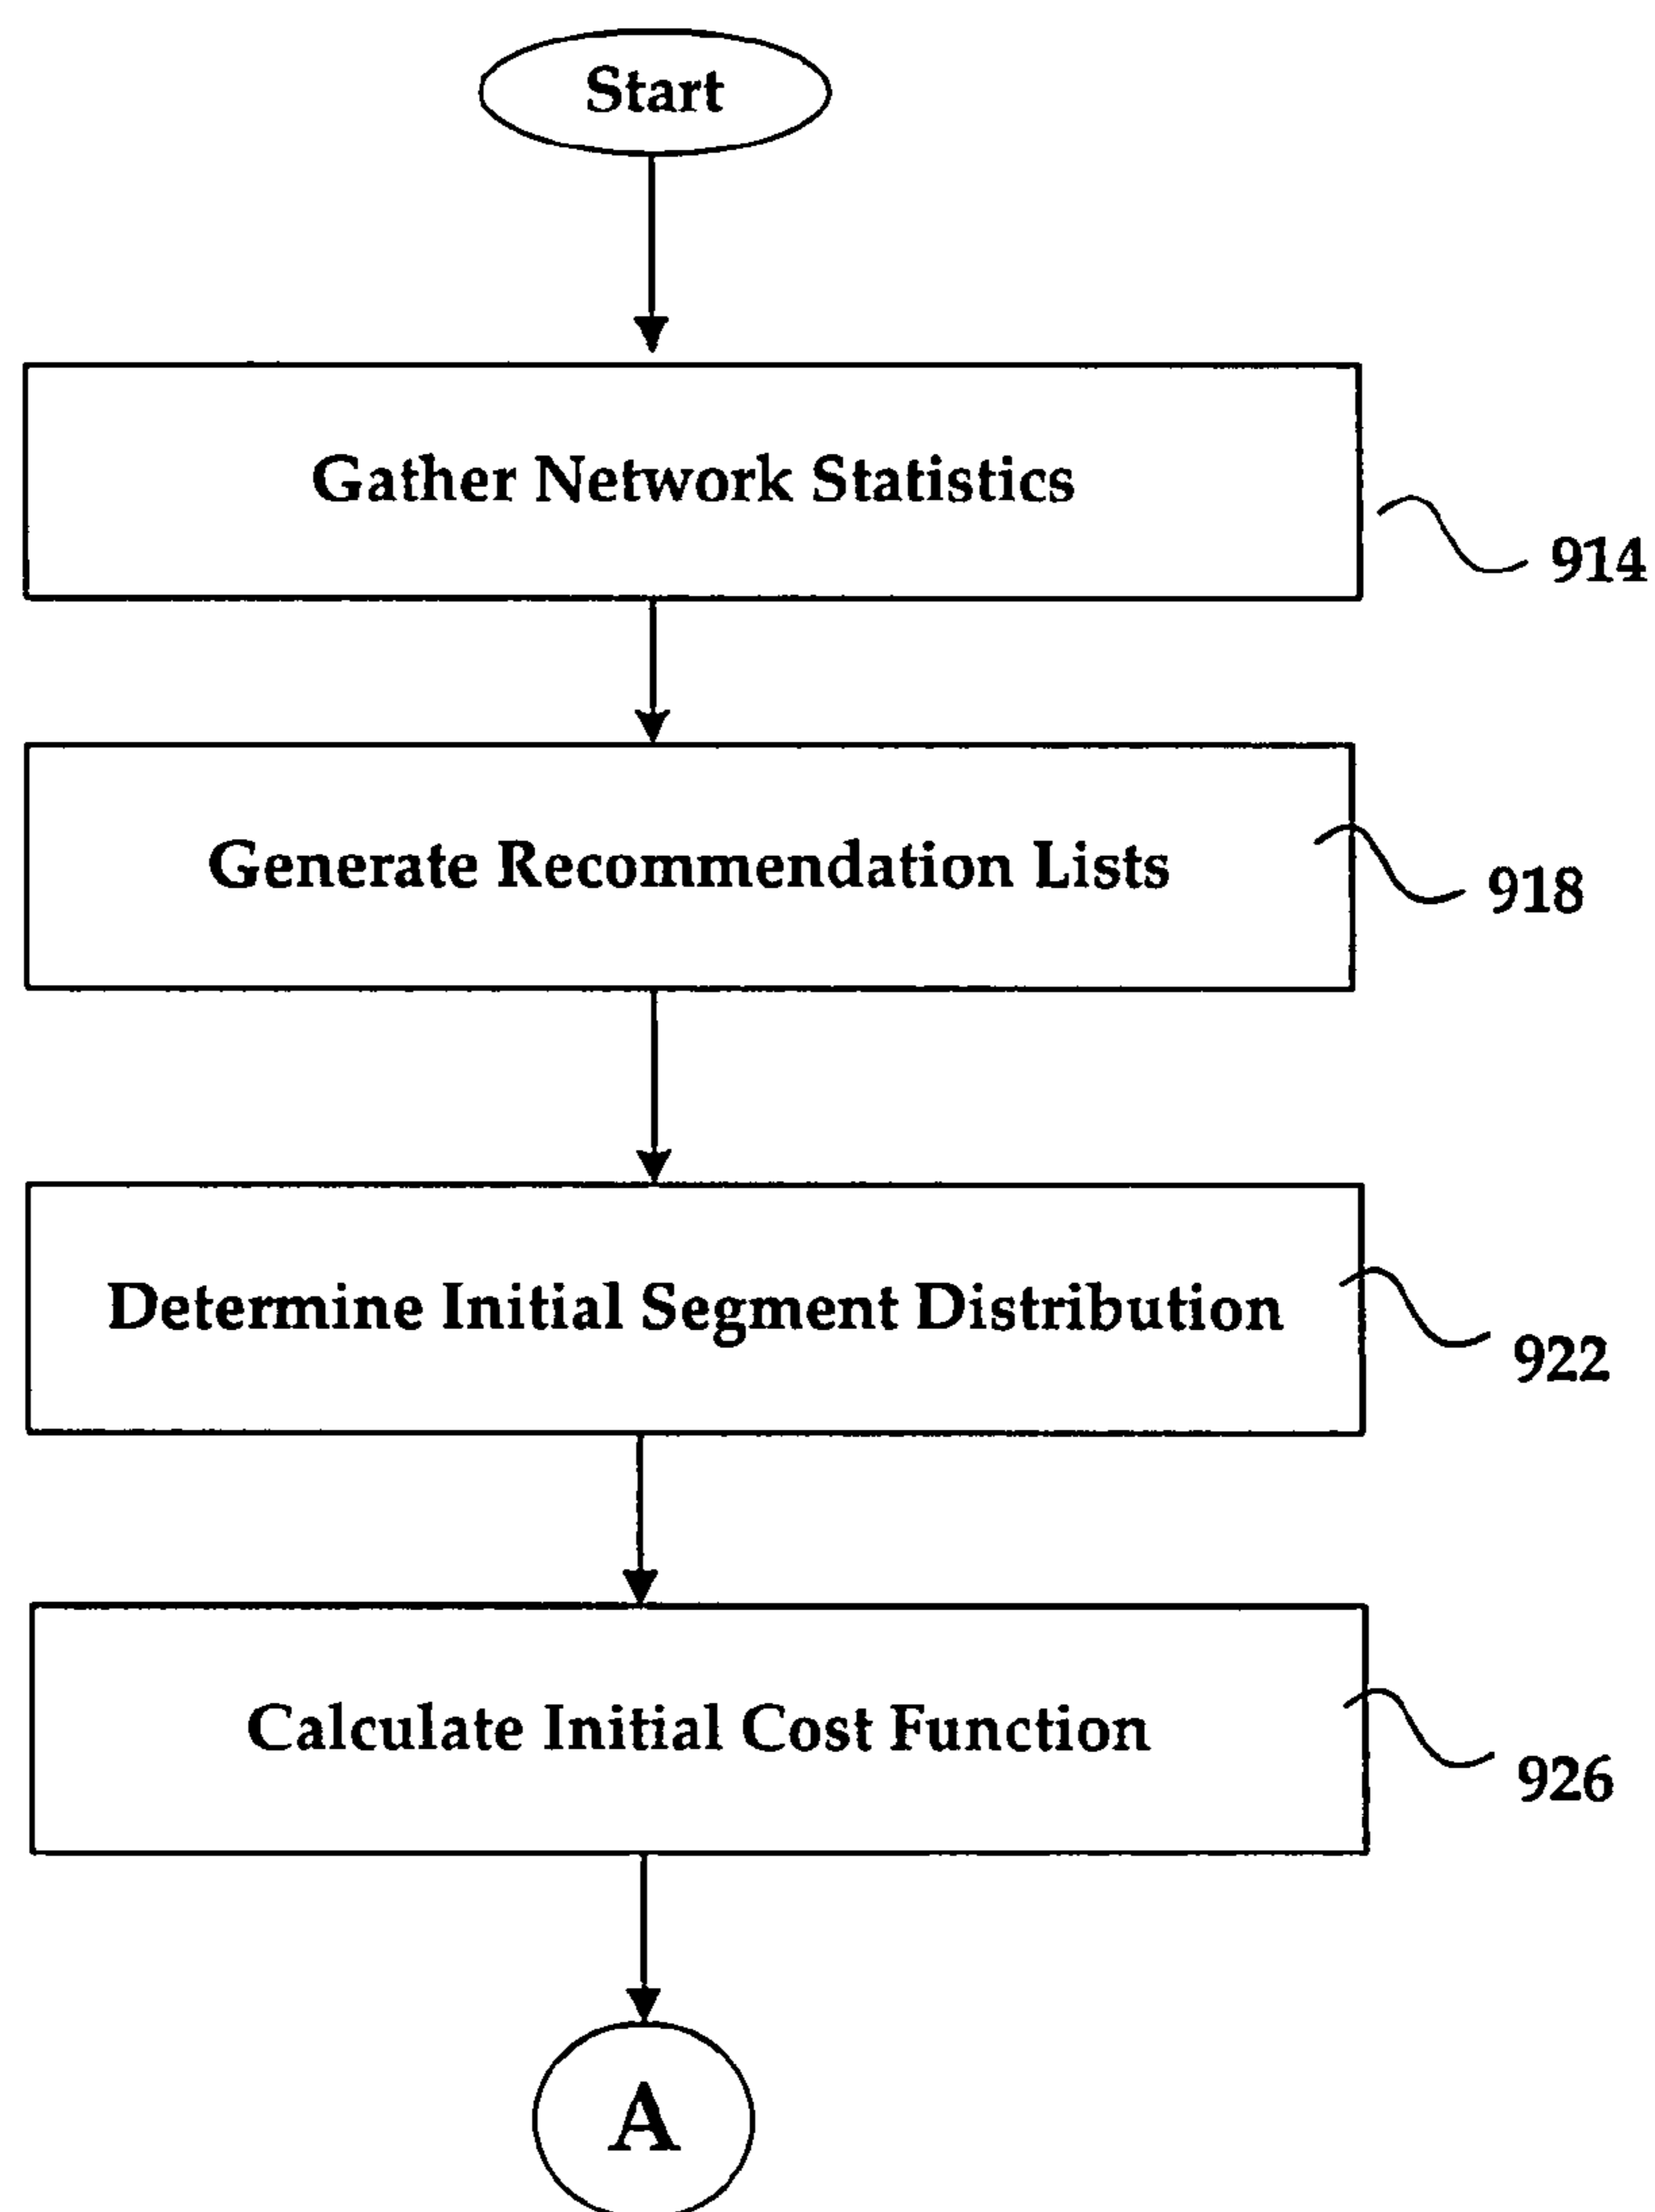 Start
Gather Network Statistics
914
Generate Recommendation Lists
918
Determine Initial Segment Distribution
922
Calculate Initial Cost Function
926
A